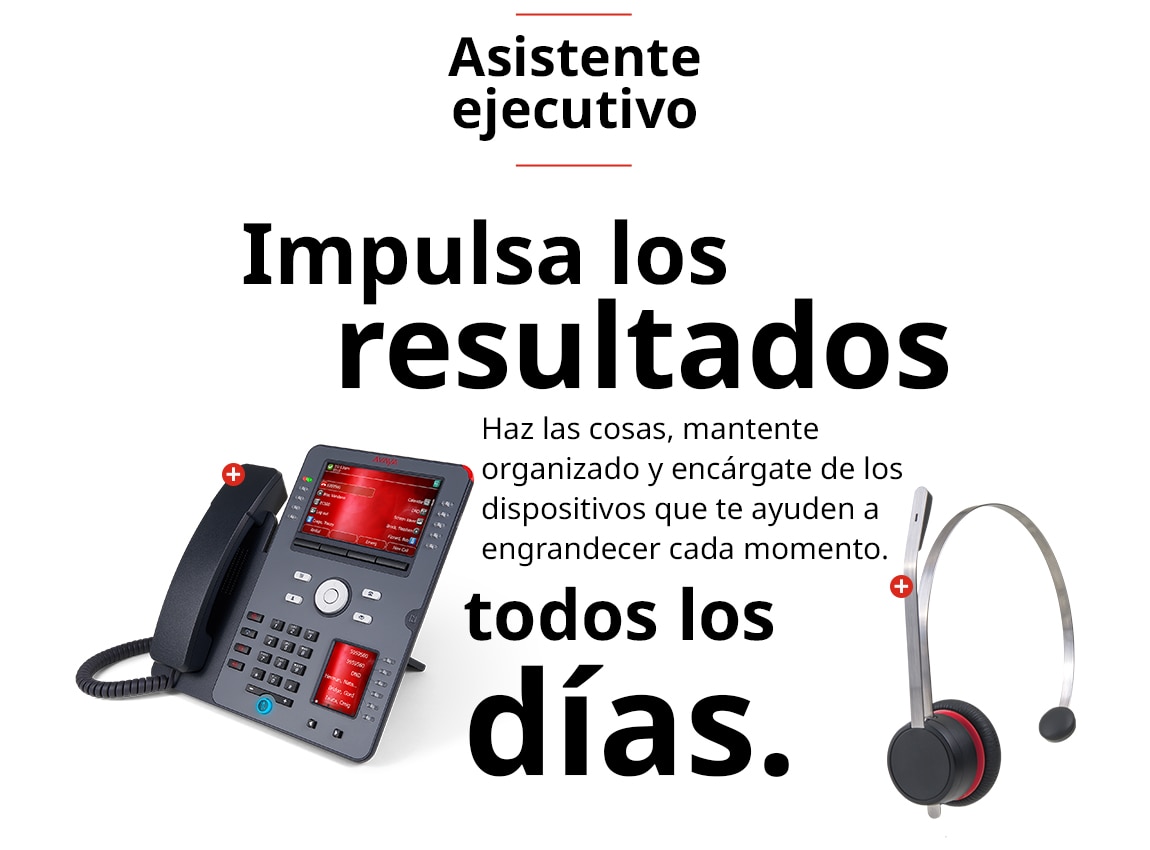 Asistente
ejecutivo
Impulsa los
resultados
Haz las cosas, mantente
organizado y encárgate de los
dispositivos que te ayuden a
engrandecer cada momento.
todos los
días.
AVAYA